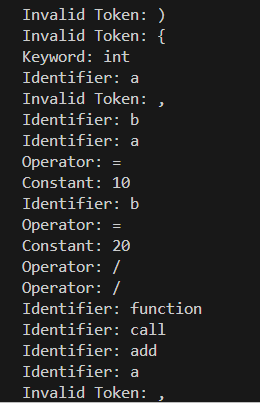 Invalid Token: )
Invalid Token: {
Keyword: int
Identifier: a
Invalid Token: ,
Identifier: b
Identifier: a
Operator: =
Constant: 10
Identifier: b
Operator: =
Constant: 20
Operator: /
Operator: /
Identifier: function
Identifier: call
Identifier: add
Identifier: a
Invalid Token: ,